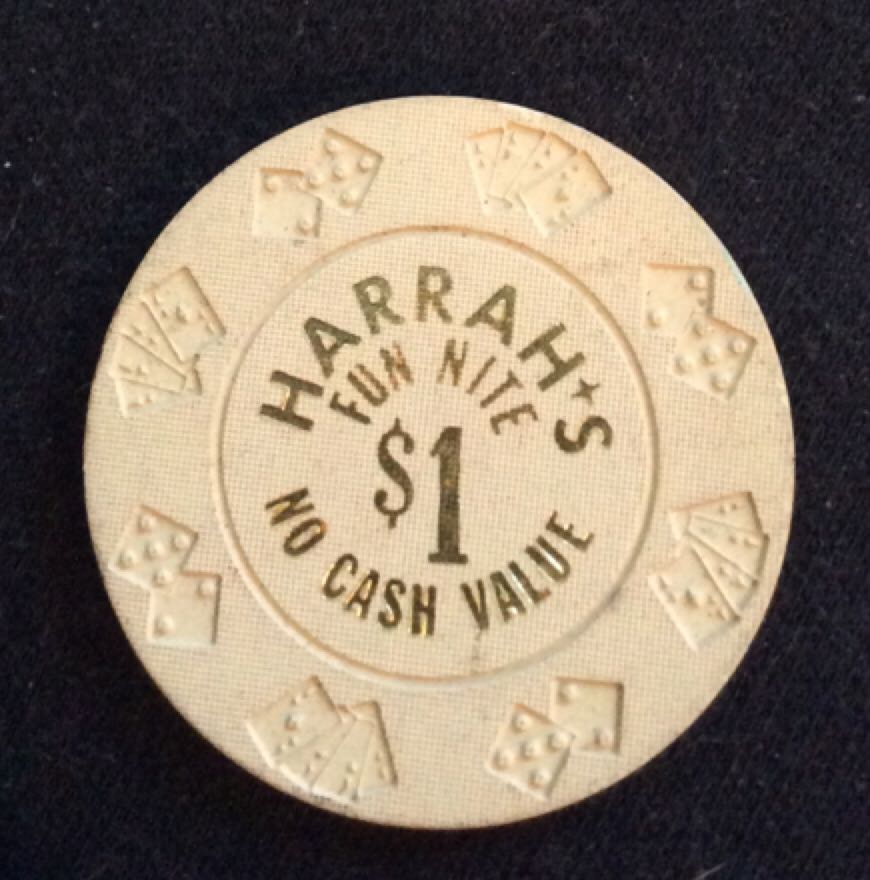 HARRAH'S
FUN NITE
$1
NO CASH VALUE